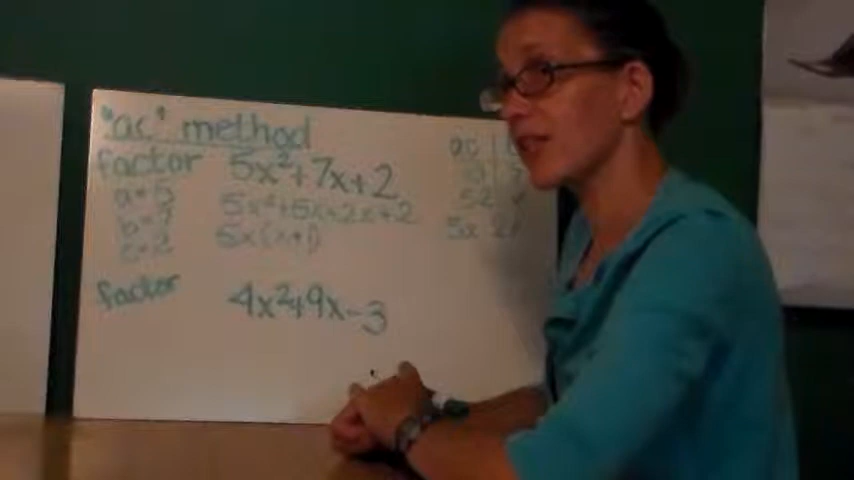 "ac" method
factor 5x²+7x+2
a=5
b=7
c=2
5x²+5x+2x+2
5x(x+1)
ac
factor 4x²+9x-3